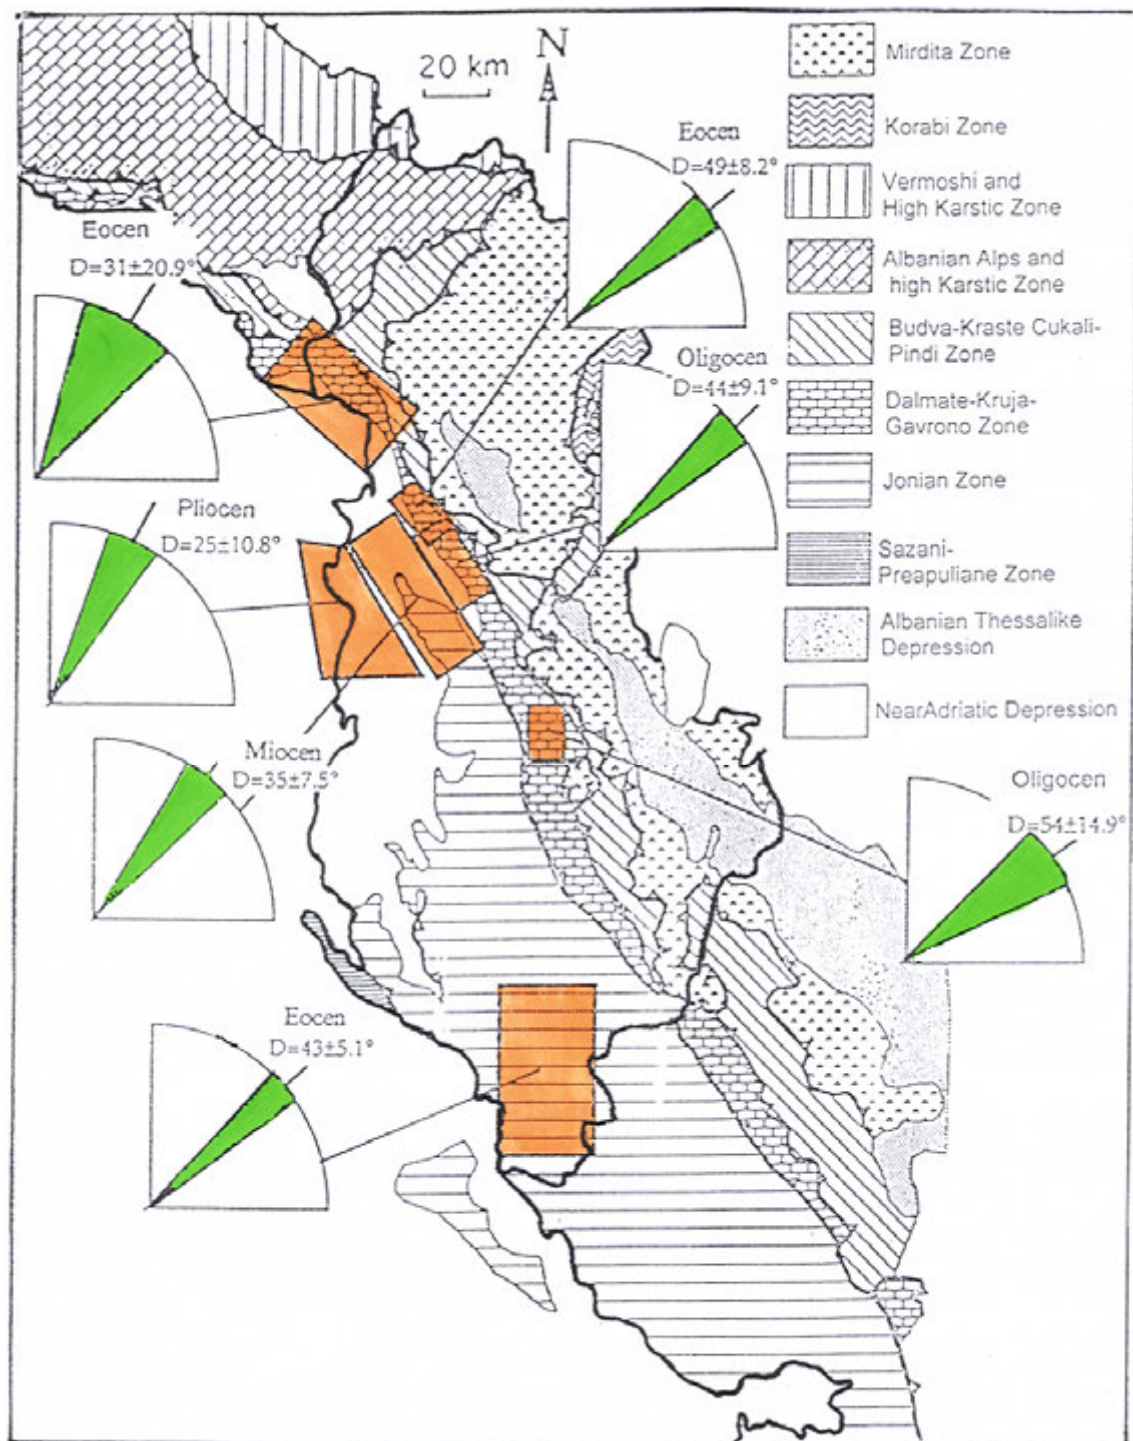 N
20 km
Eocen
D=49±8.2°
Eocen
D=31±20.9°
Oligocen
D=44±9.1°
Pliocen
D=25±10.8°
Miocen
D=35±7.5°
Oligocen
D=54±14.9°
Eocen
D=43±5.1°
Mirdita Zone
Korabi Zone
Vermoshi and
High Karstic Zone
Albanian Alps and
high Karstic Zone
Budva-Kraste Cukali-
Pindi Zone
Dalmate-Kruja-
Gavrono Zone
Jonian Zone
Sazani-
Preapuliane Zone
Albanian Thessalike
Depression
NearAdriatic Depression